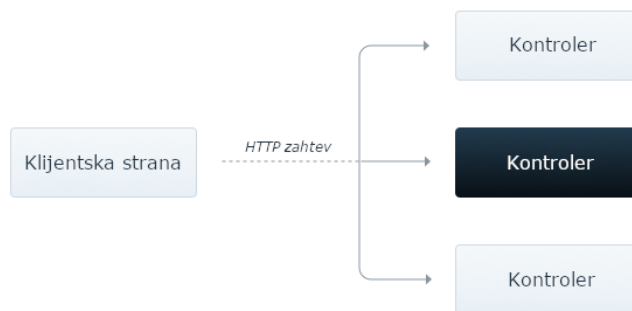 Kontroler
HTTP zahtev
Klijentska strana
Kontroler
Kontroler